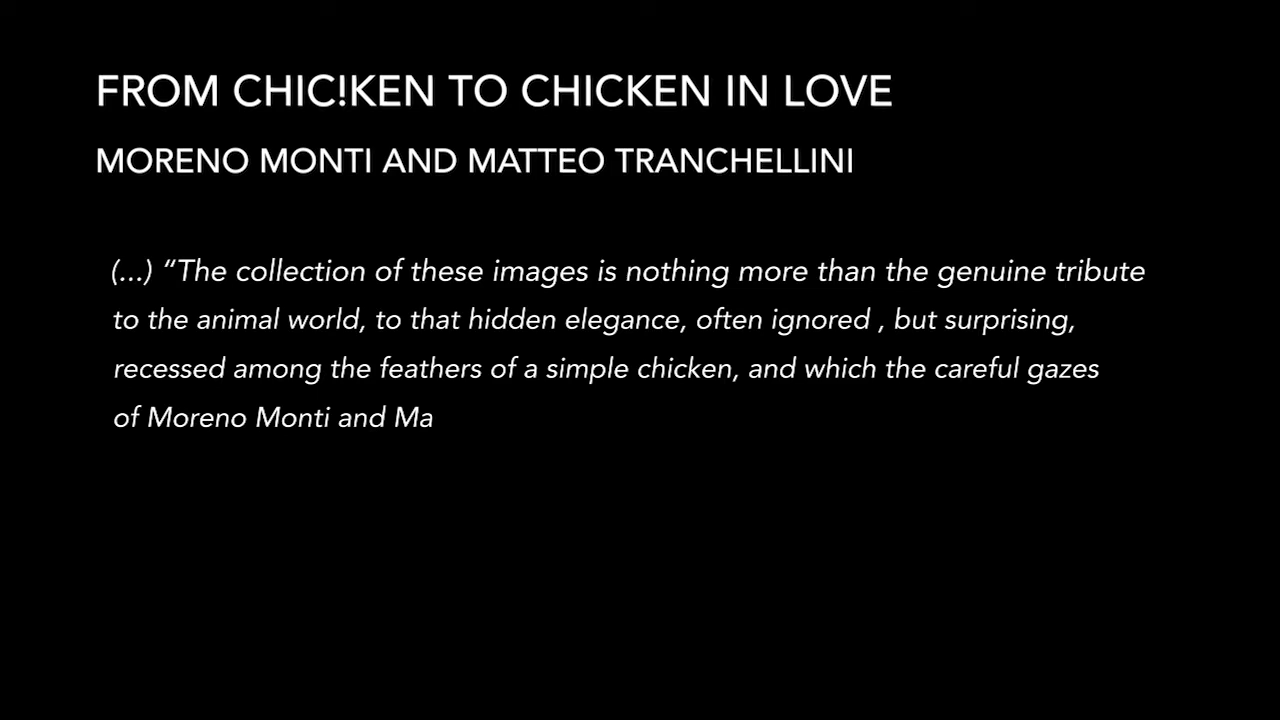 FROM CHIC!KEN TO CHICKEN IN LOVE
MORENO MONTI AND MATTEO TRANCHELLINI
(...) “The collection of these images is nothing more than the genuine tribute
to the animal world, to that hidden elegance, often ignored , but surprising,
recessed among the feathers of a simple chicken, and which the careful gazes
of Moreno Monti and Ma